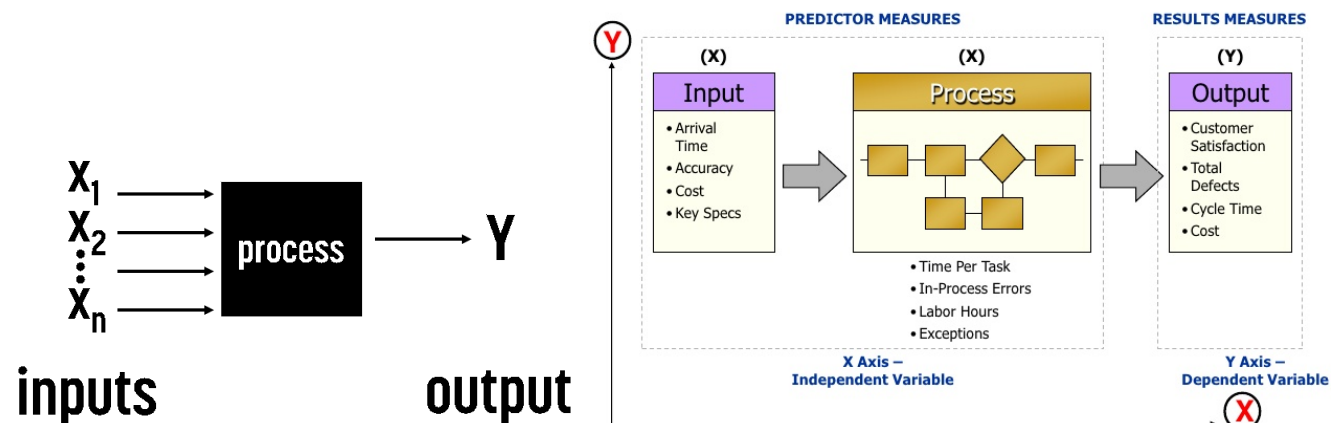 X1
X2
Xn
process
Y
inputs
output
Y
PREDICTOR MEASURES
RESULTS MEASURES
(X)
(X)
(Y)
Input
Process
Output
• Arrival
Time
• Accuracy
• Cost
• Key Specs
• Customer
Satisfaction
• Total
Defects
• Cycle Time
• Cost
• Time Per Task
• In-Process Errors
• Labor Hours
• Exceptions
X Axis –
Independent Variable
Y Axis –
Dependent Variable
X